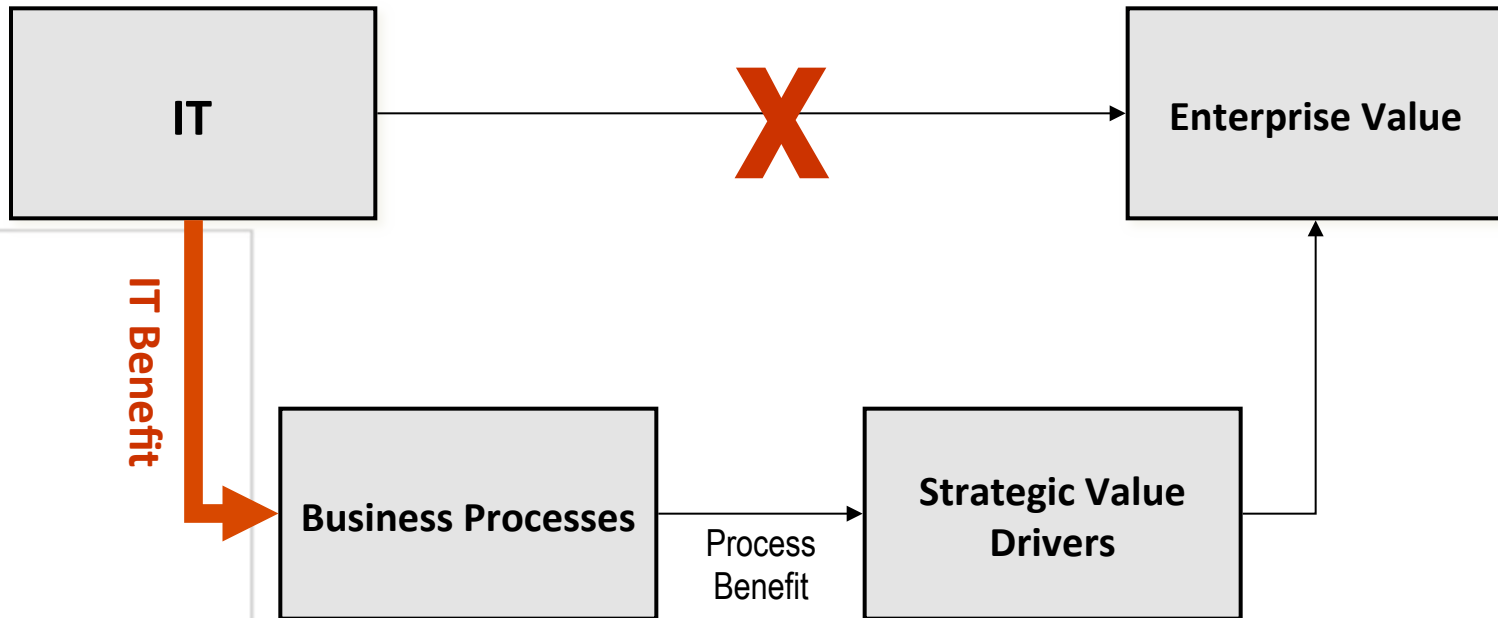 IT
X
Enterprise Value
IT Benefit
Business Processes
Process
Benefit
Strategic Value
Drivers